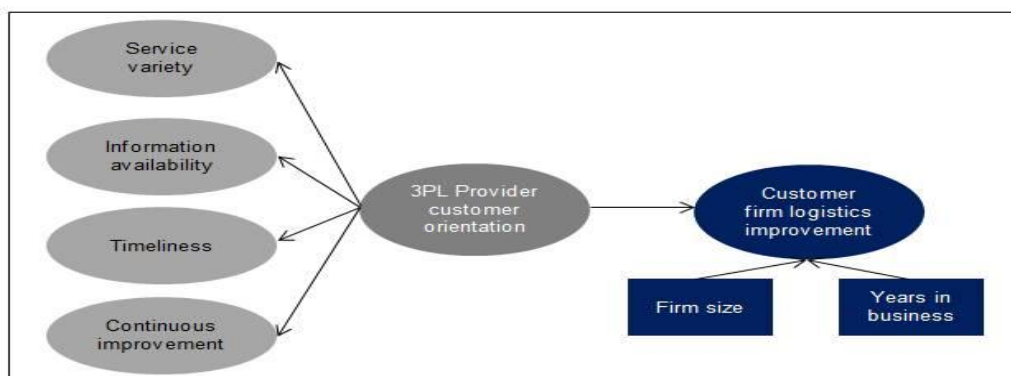 Service
variety
Information
availability
Timeliness
Continuous
improvement
3PL Provider
customer
orientation
Customer
firm logistics
improvement
Firm size
Years in
business